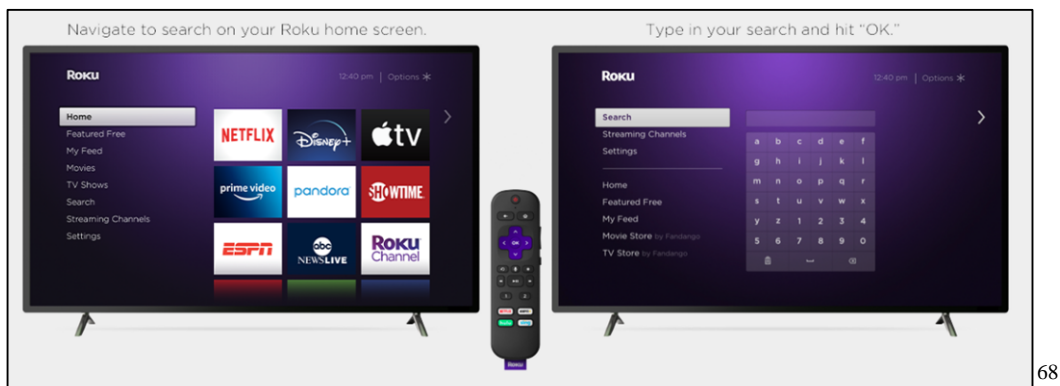 Navigate to search on your Roku home screen.
Roku
12:40 pm | Options
Home
Featured Free
My Feed
Movies
TV Shows
Search
Streaming Channels
Settings
NETFLIX
Disney+
tv
prime video
pandora
SHOWTIME
ESPN
abc
NEWS LIVE
Roku
Channel
OK
1 2
Roku
Type in your search and hit “OK.”
Roku
12:40 pm | Options
Search
Streaming Channels
Settings
Home
Featured Free
My Feed
Movie Store by Fandango
TV Store by Fandango
a b c d e f
g h i j k l
m n o p q r
s t u v w x
y z 1 2 3 4
5 6 7 8 9 0
68